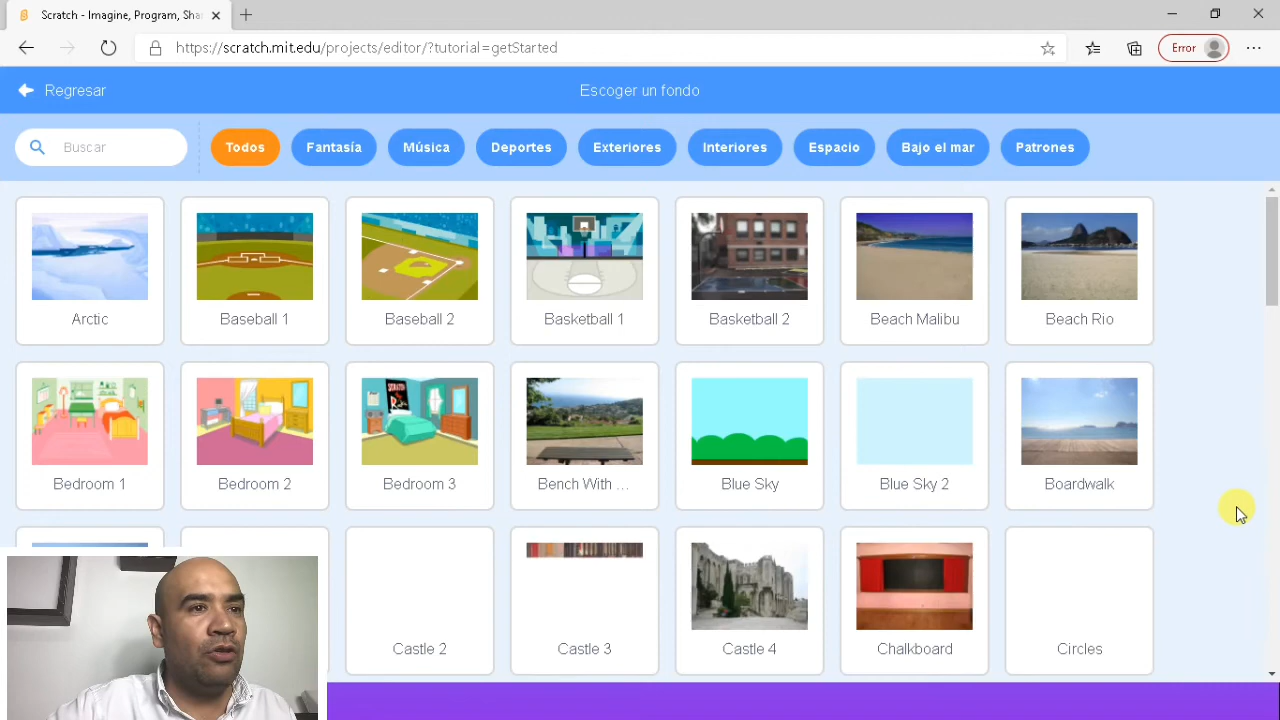 Scratch - Imagine, Program, Sha
https://scratch.mit.edu/projects/editor/?tutorial=getStarted
Error
Regresar
Escoger un fondo
Buscar
Todos
Fantasía
Música
Deportes
Exteriores
Interiores
Espacio
Bajo el mar
Patrones
Arctic
Baseball 1
Baseball 2
Basketball 1
Basketball 2
Beach Malibu
Beach Rio
Bedroom 1
Bedroom 2
Bedroom 3
Bench With ...
Blue Sky
Blue Sky 2
Boardwalk
Castle 2
Castle 3
Castle 4
Chalkboard
Circles